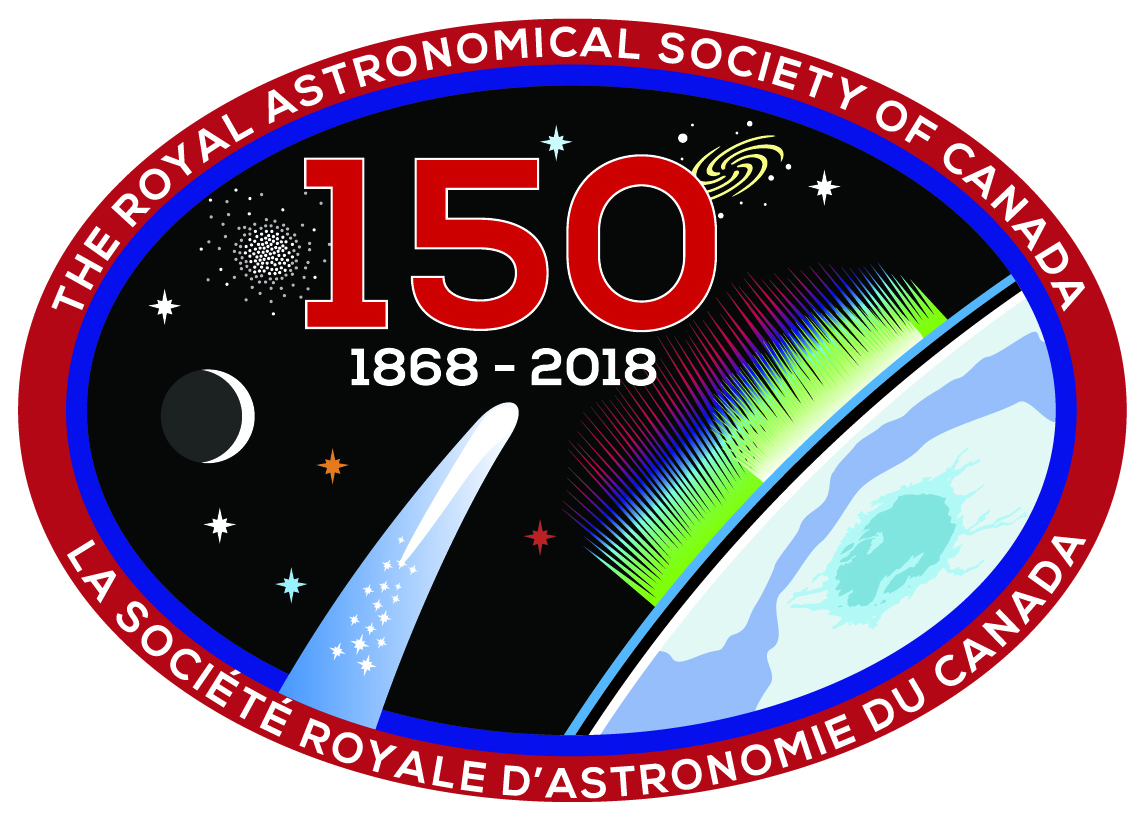 THE ROYAL ASTRONOMICAL SOCIETY OF CANADA
150
1868 - 2018
LA SOCIÉTÉ ROYALE D'ASTRONOMIE DU CANADA